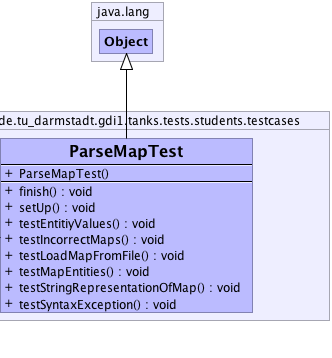 java.lang
Object
de.tu_darmstadt.gdi1.tanks.tests.students.testcases
ParseMapTest
+ ParseMapTest()
+ finish() : void
+ setUp() : void
+ testEntitiyValues() : void
+ testIncorrectMaps() : void
+ testLoadMapFromFile() : void
+ testMapEntities() : void
+ testStringRepresentationOfMap() : void
+ testSyntaxException() : void